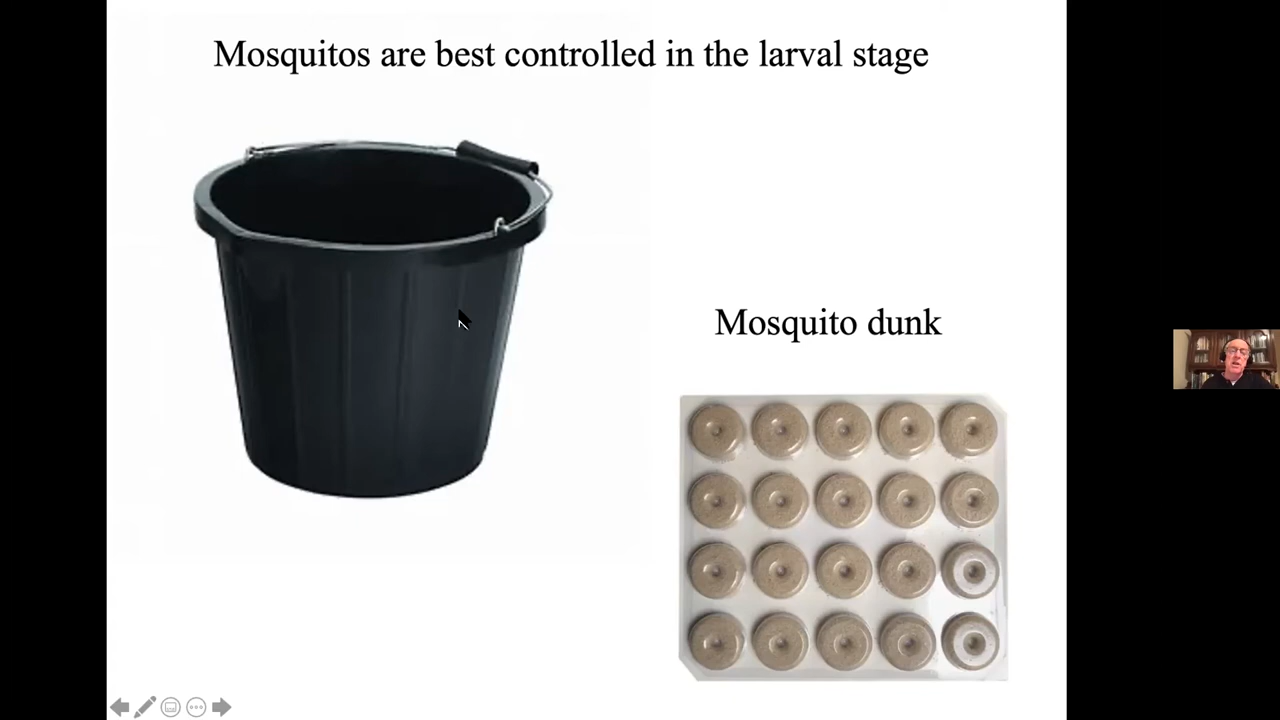 Mosquitos are best controlled in the larval stage
Mosquito dunk